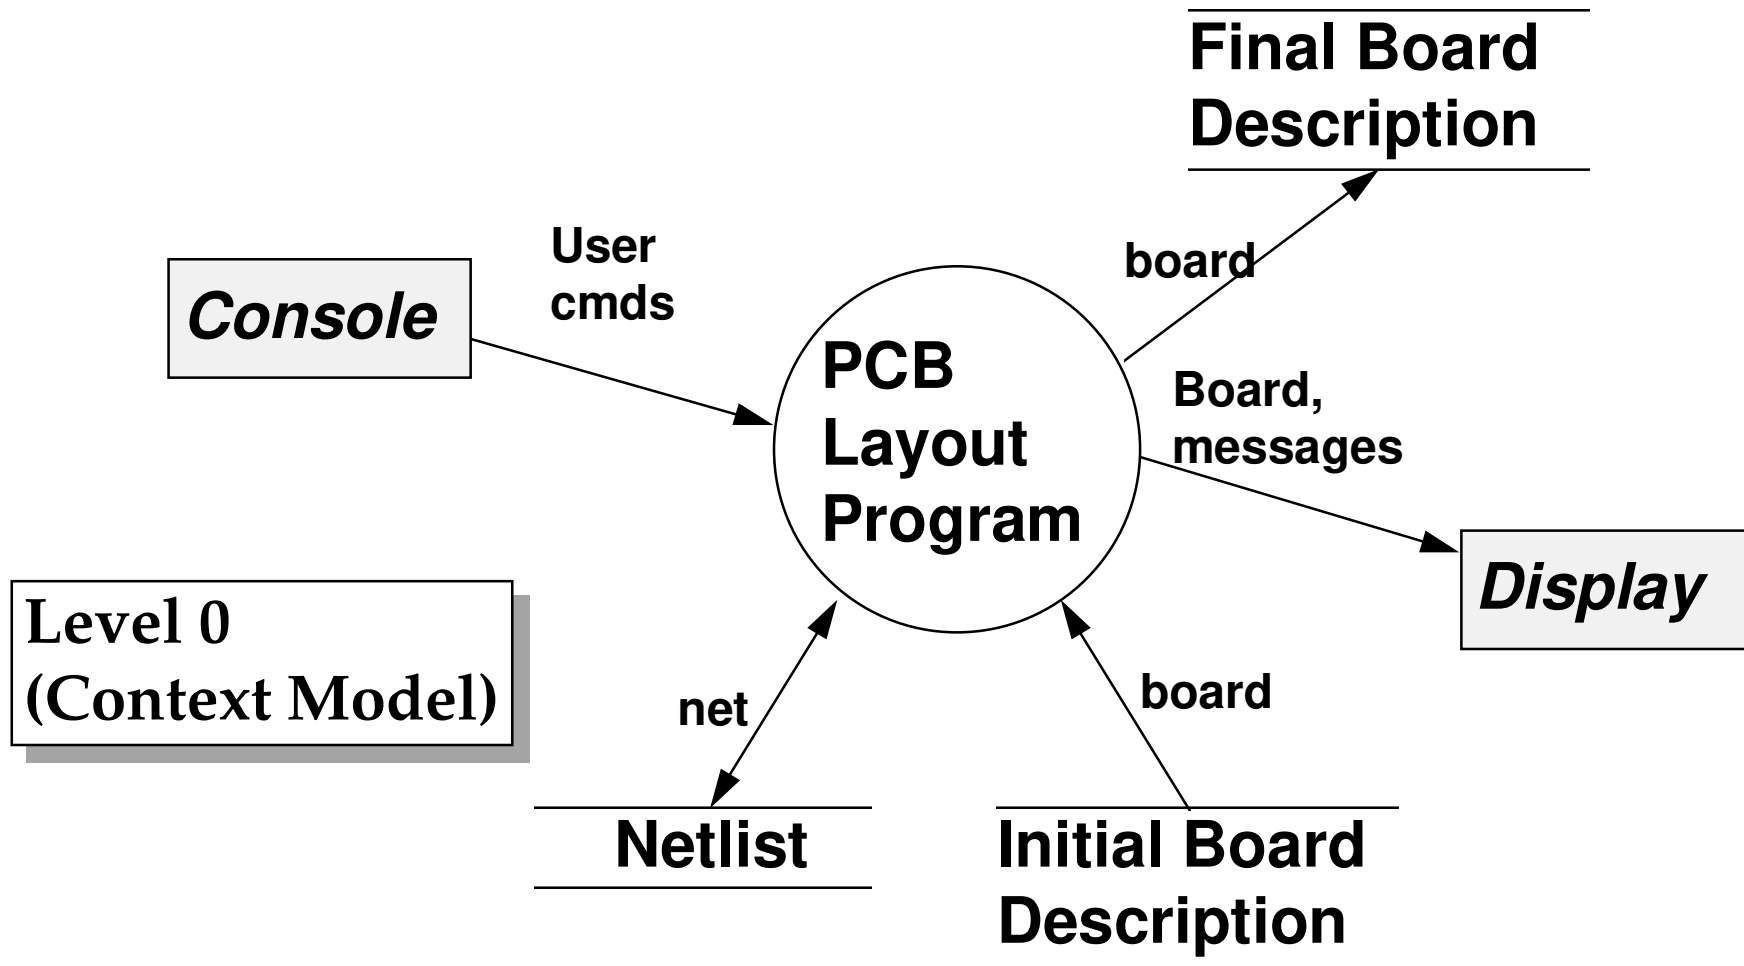 Final Board
Description
User
cmds
Console
board
PCB
Layout
Program
Board,
messages
Display
Level 0
(Context Model)
net
board
Netlist
Initial Board
Description